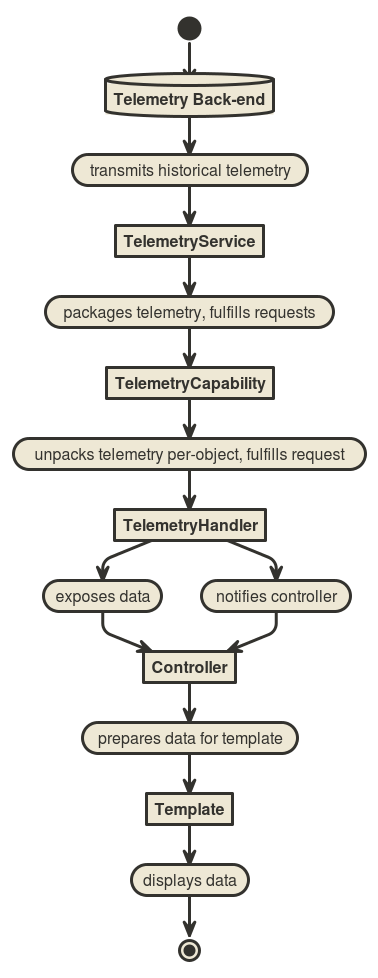 Telemetry Back-end
transmits historical telemetry
TelemetryService
packages telemetry, fulfills requests
TelemetryCapability
unpacks telemetry per-object, fulfills request
TelemetryHandler
exposes data
notifies controller
Controller
prepares data for template
Template
displays data